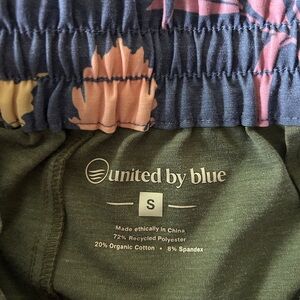 united by blue
S
Made ethically in China
72% Recycled Polyester
20% Organic Cotton • 8% Spandex